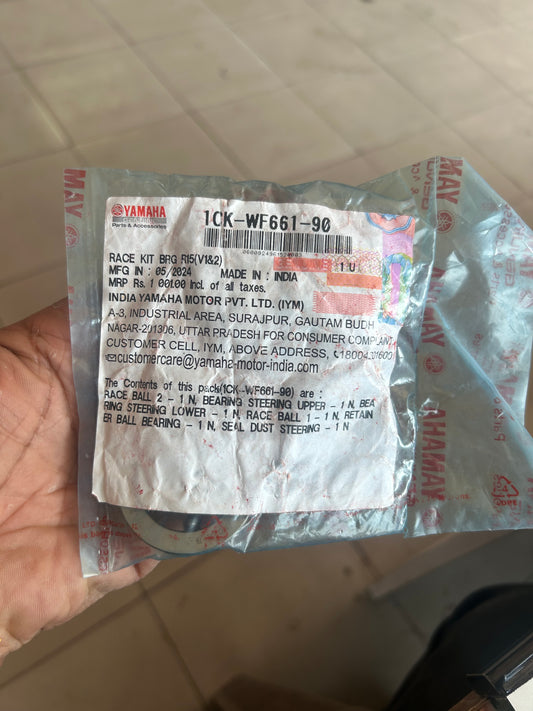 YAMAHA
GENUINE
Parts & Accessories
1CK-WF661-90
RACE KIT BRG R15(V1&2)
MFG IN : 05/2024 MADE IN : INDIA
1 U
MRP Rs. 1 001.00 Incl. of all taxes.
INDIA YAMAHA MOTOR PVT. LTD. (IYM)
A-3, INDUSTRIAL AREA, SURAJPUR, GAUTAM BUDH
NAGAR-201306, UTTAR PRADESH FOR CONSUMER COMPLAINT
CUSTOMER CELL, IYM, ABOVE ADDRESS,
customercare@yamaha-motor-india.com
The Contents of this pack(1CK-WF661-90) are :
RACE BALL 2 - 1 N, BEARING STEERING UPPER - 1 N, BEA
RING STEERING LOWER - 1 N, RACE BALL 1 - 1 N, RETAIN
ER BALL BEARING - 1 N, SEAL DUST STEERING - 1 N